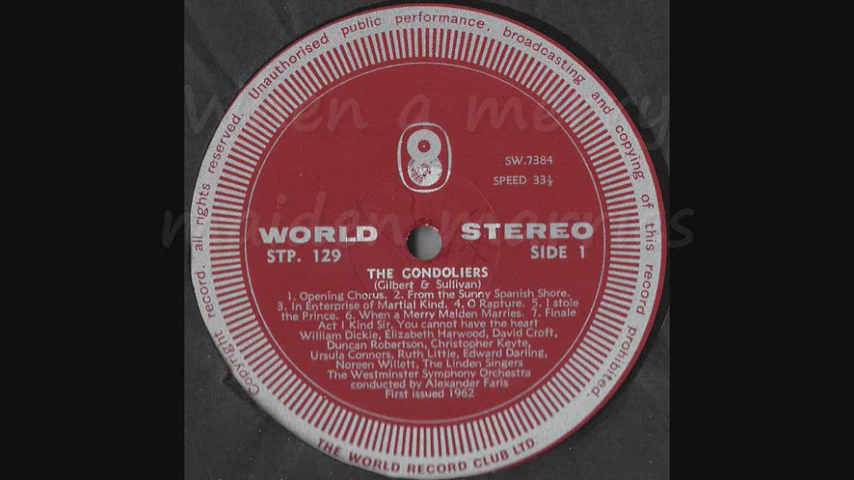 Copyright record. all rights reserved. Unauthorised public performance, broadcasting and copying of this record prohibited.
When a merry
maiden marries
8
SW.7384
SPEED 33⅓
WORLD STEREO
STP. 129 SIDE 1
THE GONDOLIERS
(Gilbert & Sullivan)
1. Opening Chorus. 2. From the Sunny Spanish Shore.
3. In Enterprise of Martial Kind. 4. O Rapture. 5. I stole
the Prince. 6. When a Merry Maiden Marries. 7. Finale
Act I Kind Sir, You cannot have the heart
William Dickie, Elizabeth Harwood, David Croft,
Duncan Robertson, Christopher Keyte,
Ursula Connors, Ruth Little, Edward Darling,
Noreen Willett, The Linden Singers
The Westminster Symphony Orchestra
conducted by Alexander Faris
First issued 1962
THE WORLD RECORD CLUB LTD.